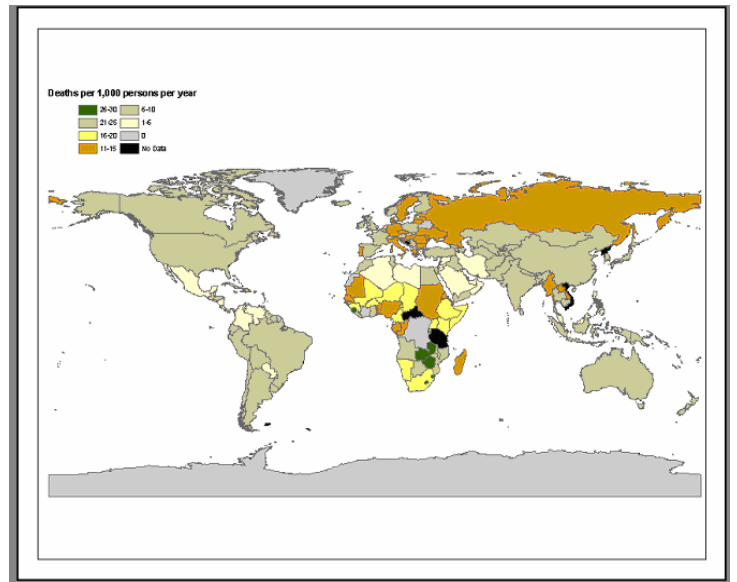 Deaths per 1,000 persons per year
26-30 6-10
21-25 1-5
16-20 0
11-15 No Data